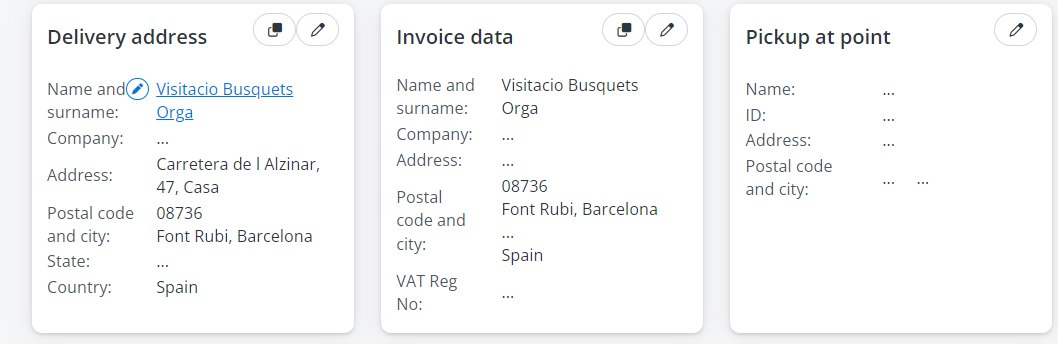 Delivery address
Name and surname: Visitacio Busquets Orga
Company: ...
Address: Carretera de l Alzinar, 47, Casa
Postal code and city: 08736 Font Rubi, Barcelona
State: ...
Country: Spain
Invoice data
Name and surname: Visitacio Busquets Orga
Company: ...
Address: ...
Postal code and city: 08736 Font Rubi, Barcelona ... Spain
VAT Reg No: ...
Pickup at point
Name: ...
ID: ...
Address: ...
Postal code and city: ... ...